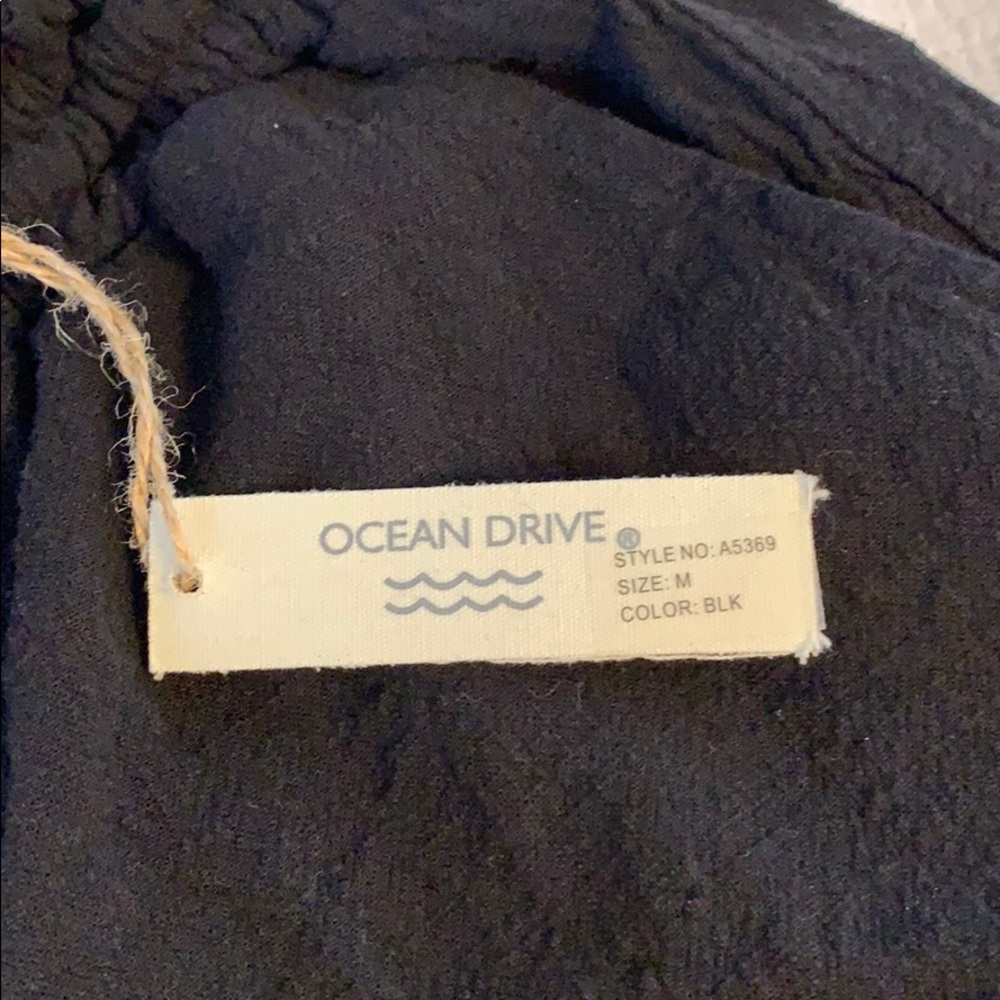 OCEAN DRIVE ®
STYLE NO: A5369
SIZE: M
COLOR: BLK